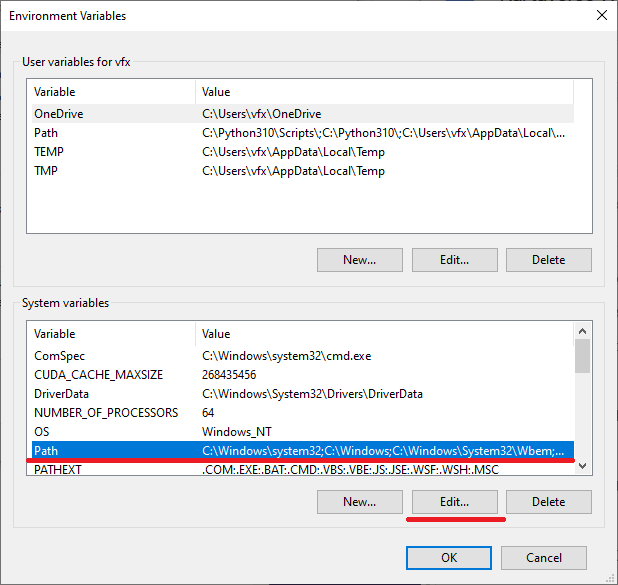 Environment Variables
User variables for vfx
Variable Value
OneDrive C:\Users\vfx\OneDrive
Path C:\Python310\Scripts\;C:\Python310\;C:\Users\vfx\AppData\Local\...
TEMP C:\Users\vfx\AppData\Local\Temp
TMP C:\Users\vfx\AppData\Local\Temp
New... Edit... Delete
System variables
Variable Value
ComSpec C:\Windows\system32\cmd.exe
CUDA_CACHE_MAXSIZE 268435456
DriverData C:\Windows\System32\Drivers\DriverData
NUMBER_OF_PROCESSORS 64
OS Windows_NT
Path C:\Windows\system32;C:\Windows;C:\Windows\System32\Wbem;...
PATHEXT .COM;.EXE;.BAT;.CMD;.VBS;.VBE;.JS;.JSE;.WSF;.WSH;.MSC
New... Edit... Delete
OK Cancel